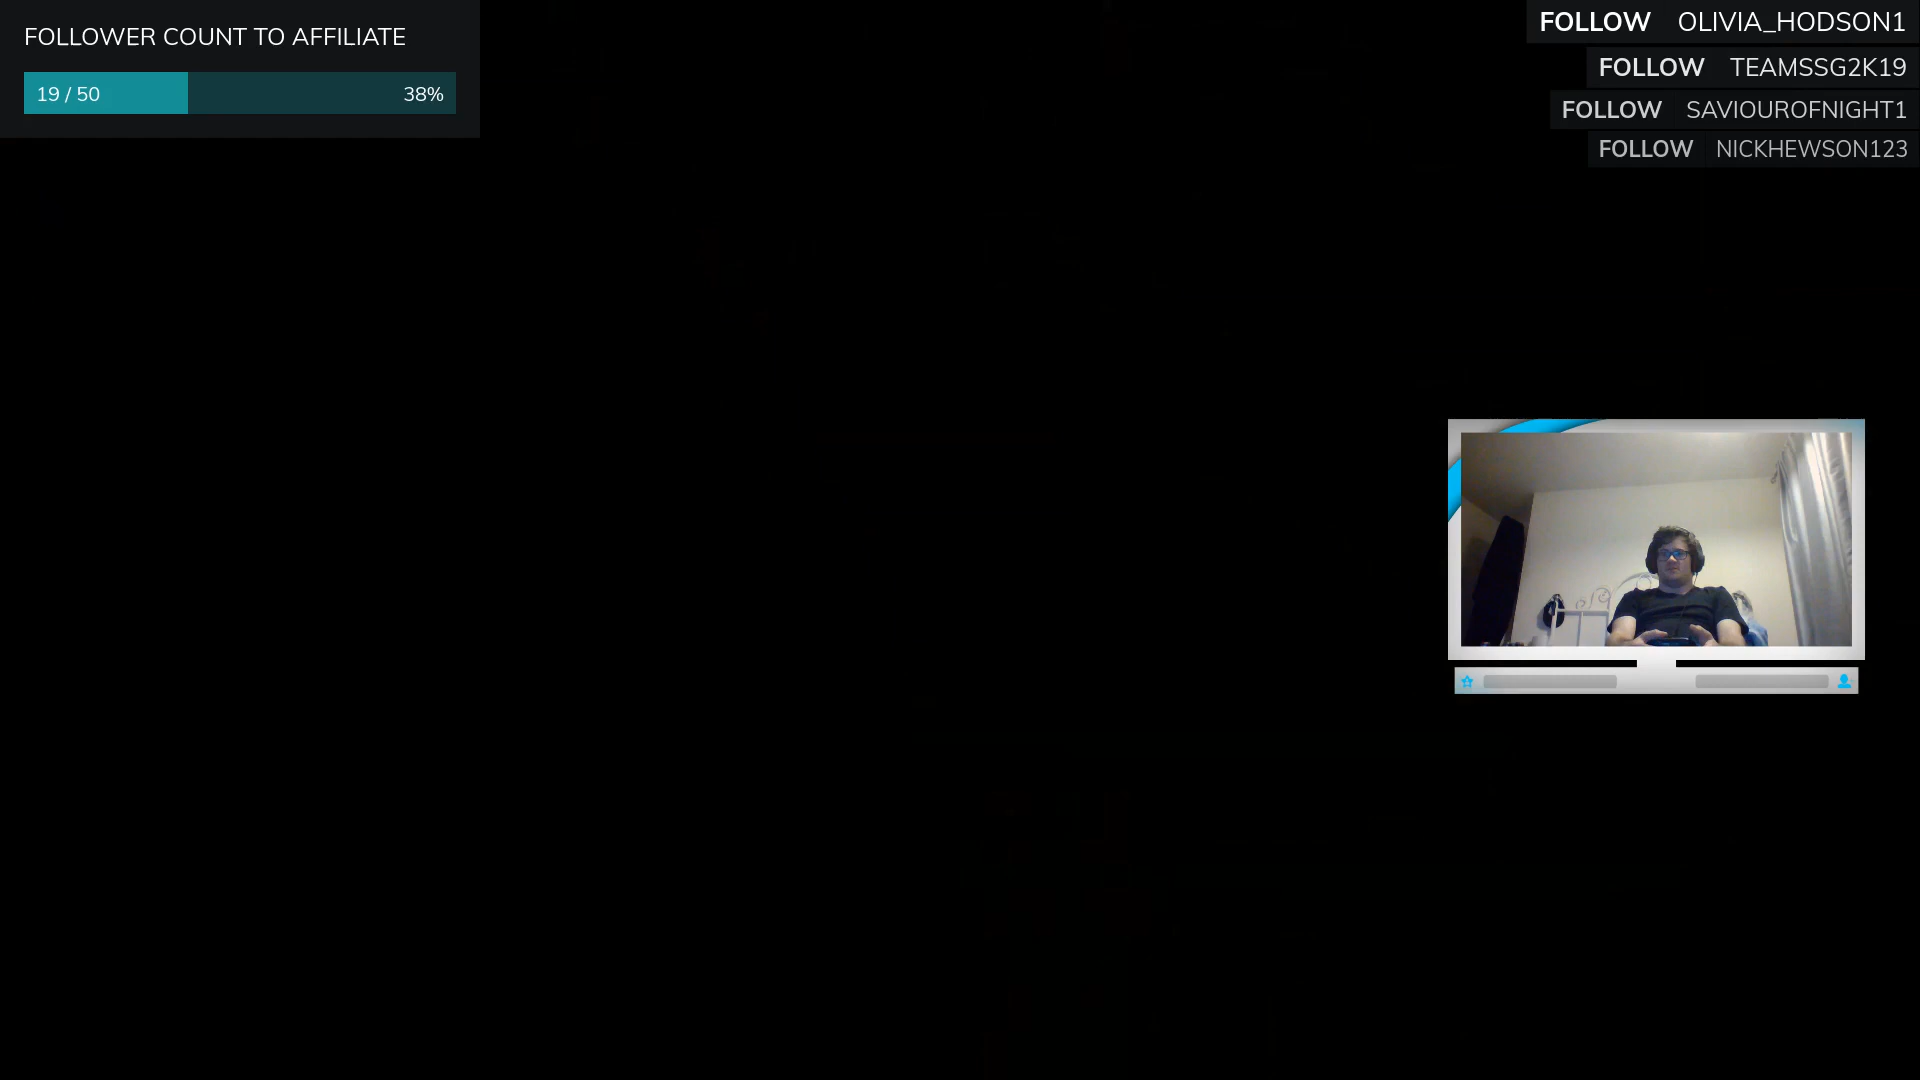 FOLLOWER COUNT TO AFFILIATE
19 / 50 38%
FOLLOW OLIVIA_HODSON1
FOLLOW TEAMSSG2K19
FOLLOW SAVIOUROFNIGHT1
FOLLOW NICKHEWSON123